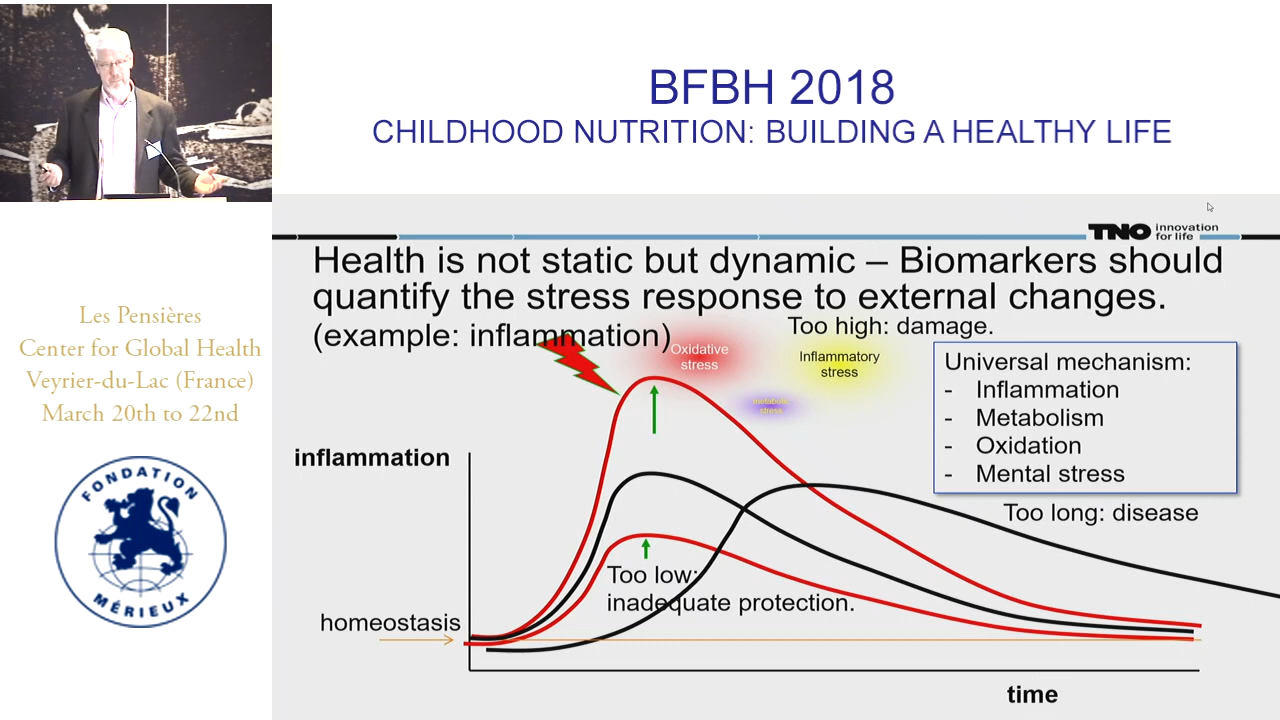 BFBH 2018
CHILDHOOD NUTRITION: BUILDING A HEALTHY LIFE
TNO innovation
for life
Health is not static but dynamic – Biomarkers should
quantify the stress response to external changes.
(example: inflammation)
Too high: damage.
Oxidative
stress
Inflammatory
stress
metabolic
stress
Universal mechanism:
- Inflammation
- Metabolism
- Oxidation
- Mental stress
Too long: disease
inflammation
Too low:
inadequate protection.
homeostasis
time
Les Pensières
Center for Global Health
Veyrier-du-Lac (France)
March 20th to 22nd
FONDATION
MÉRIEUX